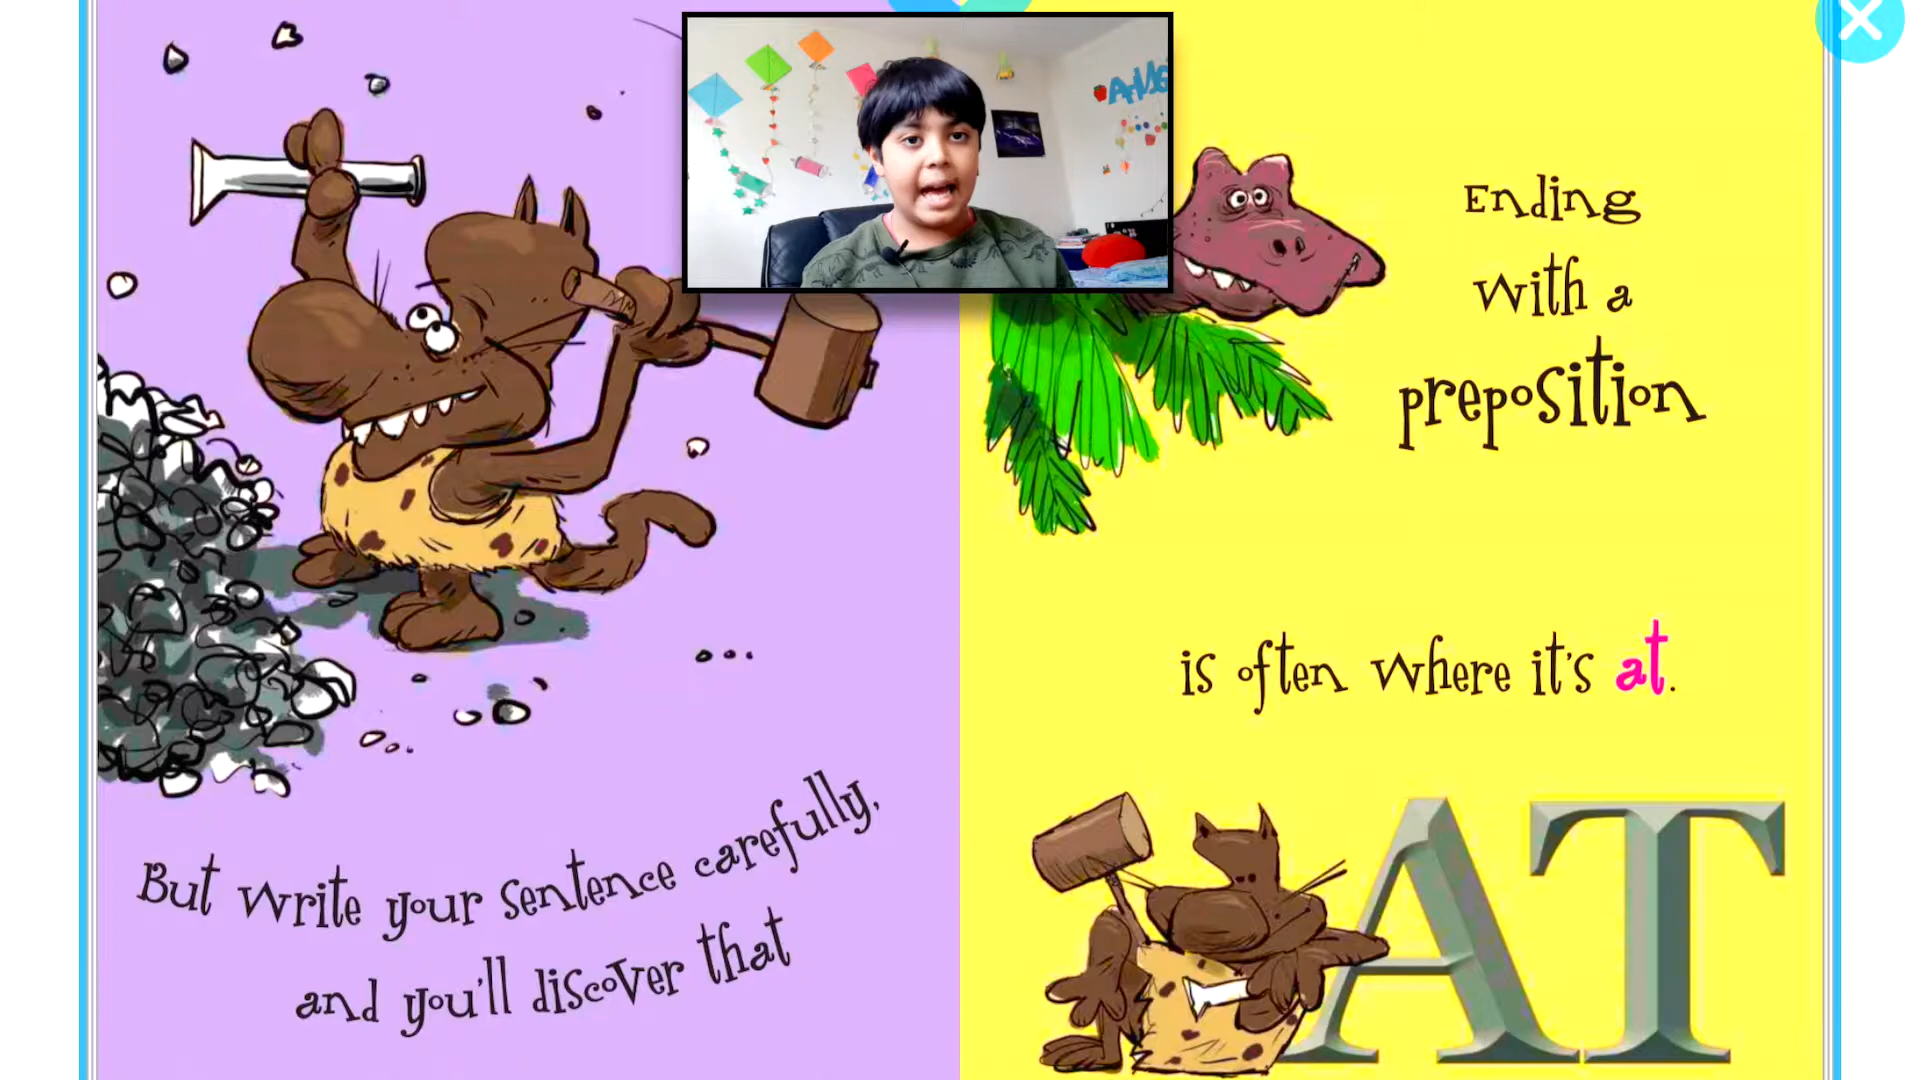 But write your sentence carefully,
and you'll discover that
Ending
with a
preposition
is often where it's at.
AT